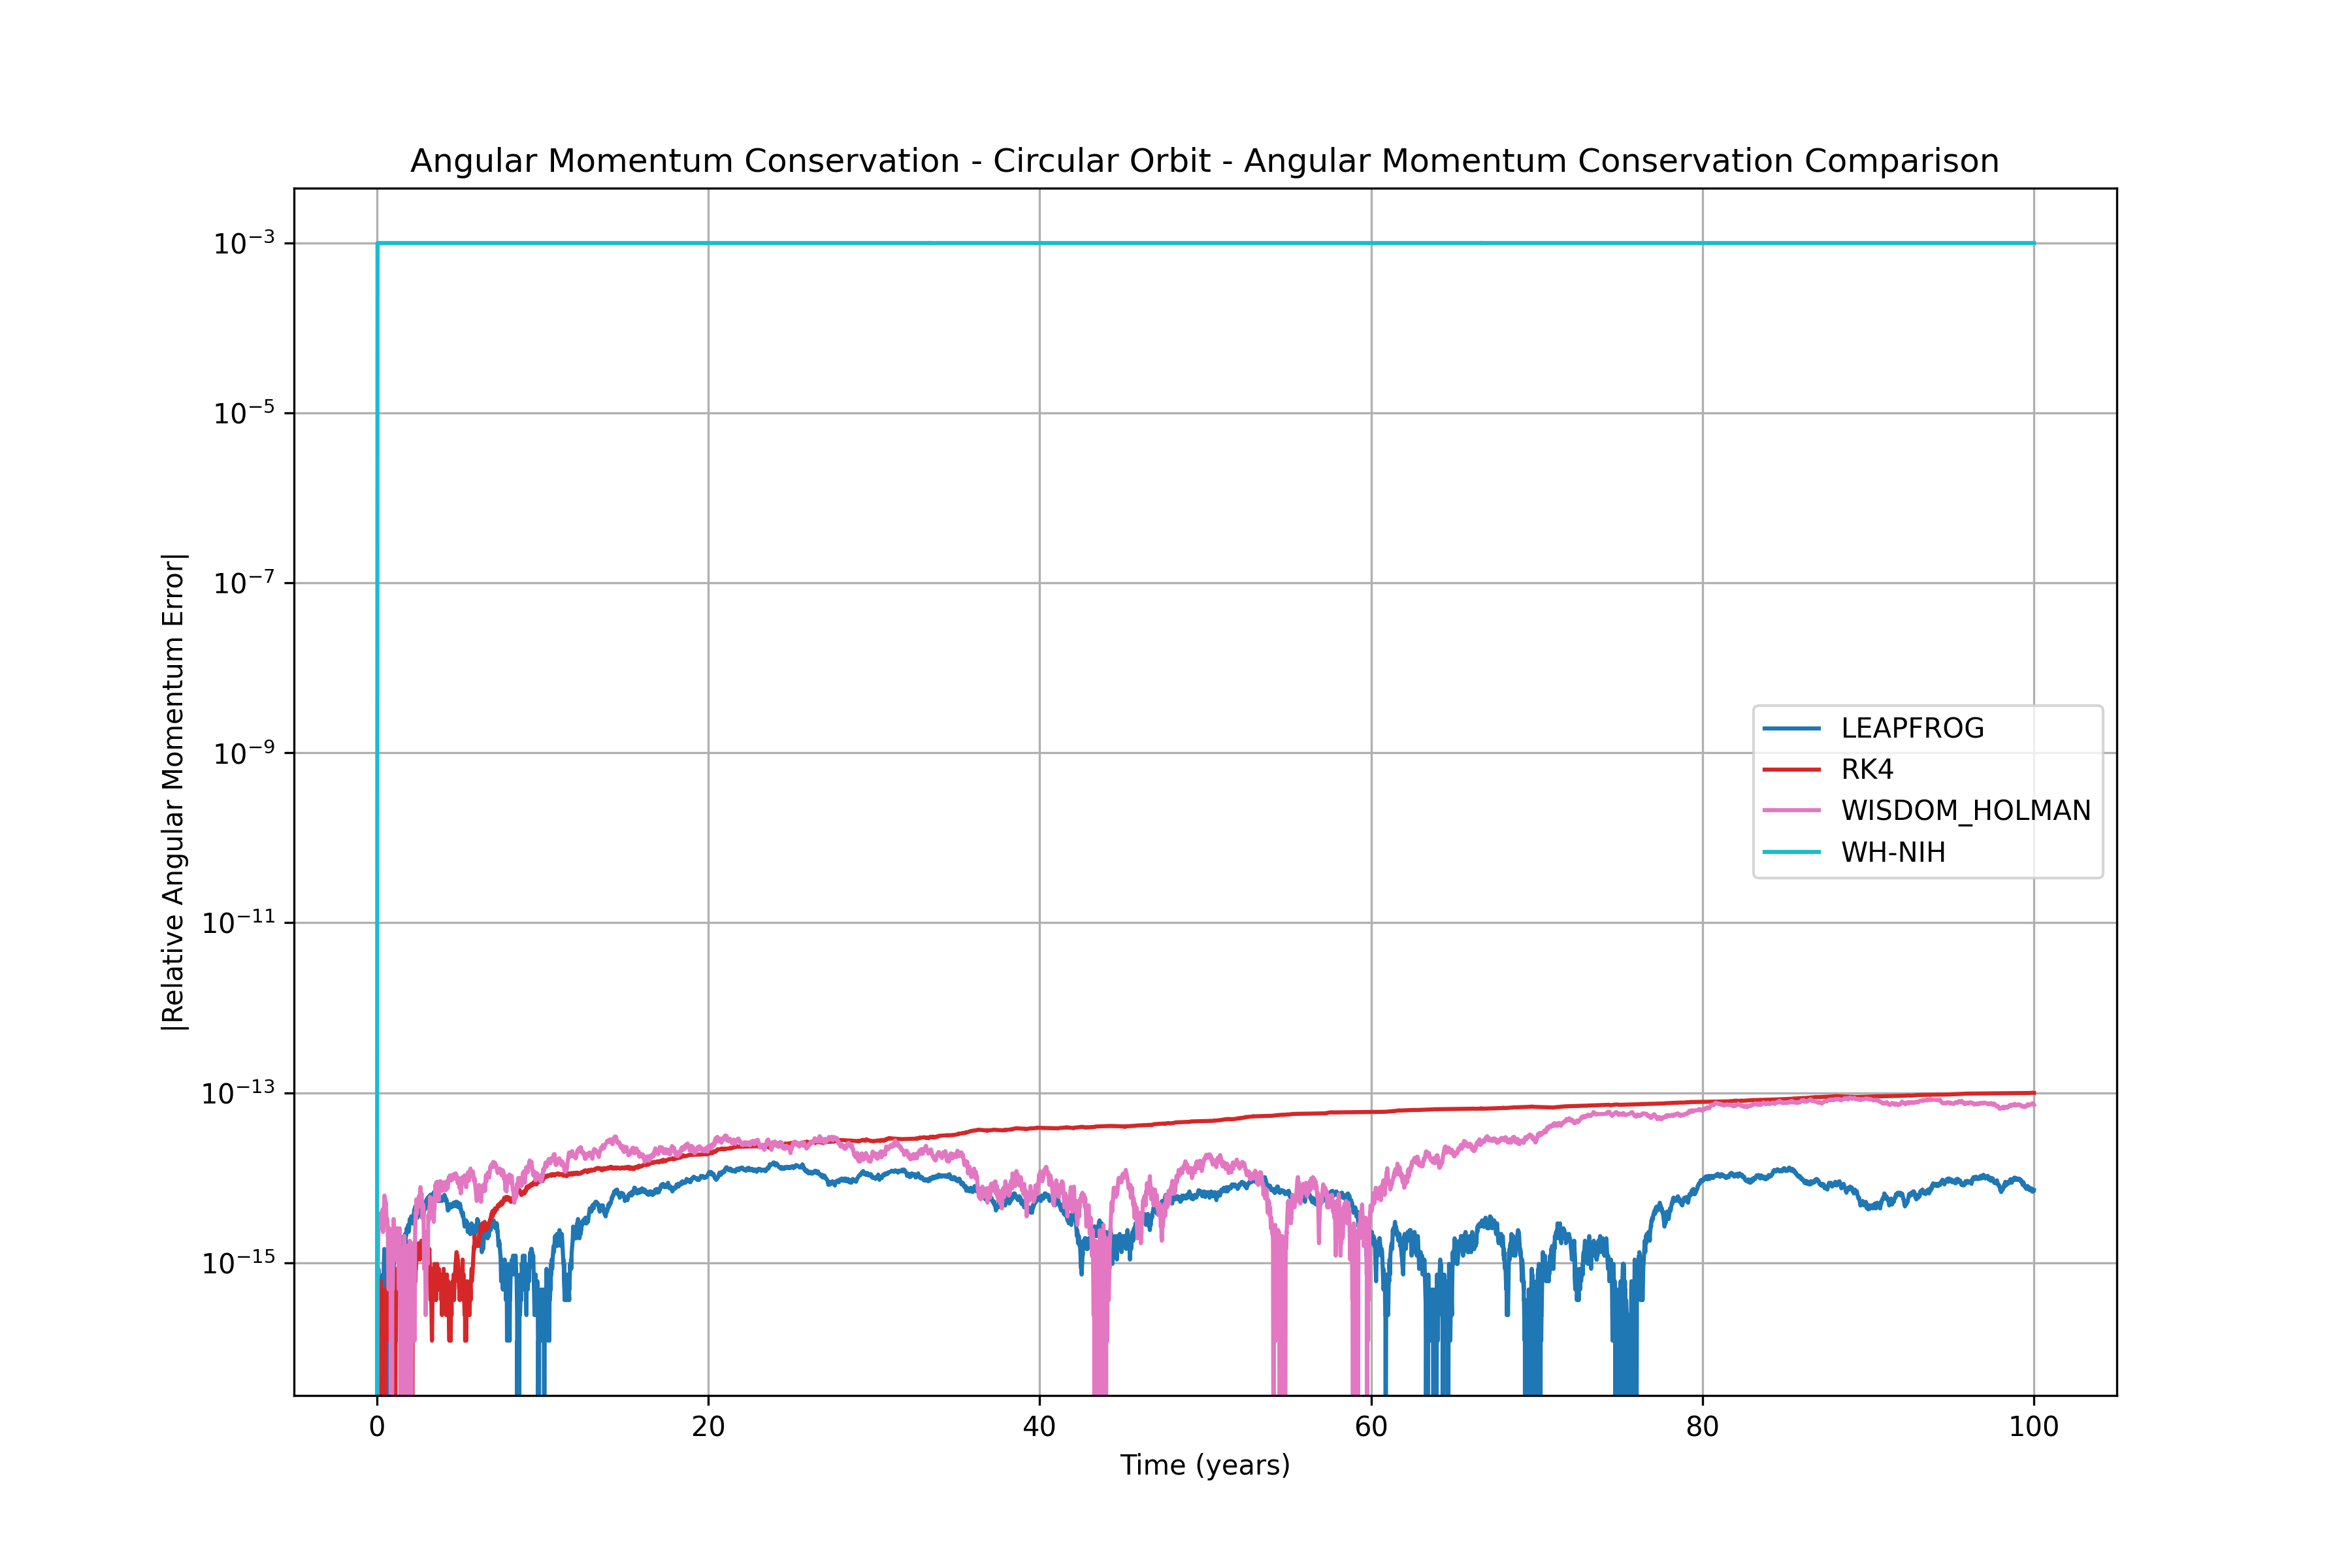 Angular Momentum Conservation - Circular Orbit - Angular Momentum Conservation Comparison
|Relative Angular Momentum Error|
10⁻³
10⁻⁵
10⁻⁷
10⁻⁹
10⁻¹¹
10⁻¹³
10⁻¹⁵
LEAPFROG
RK4
WISDOM_HOLMAN
WH-NIH
0 20 40 60 80 100
Time (years)